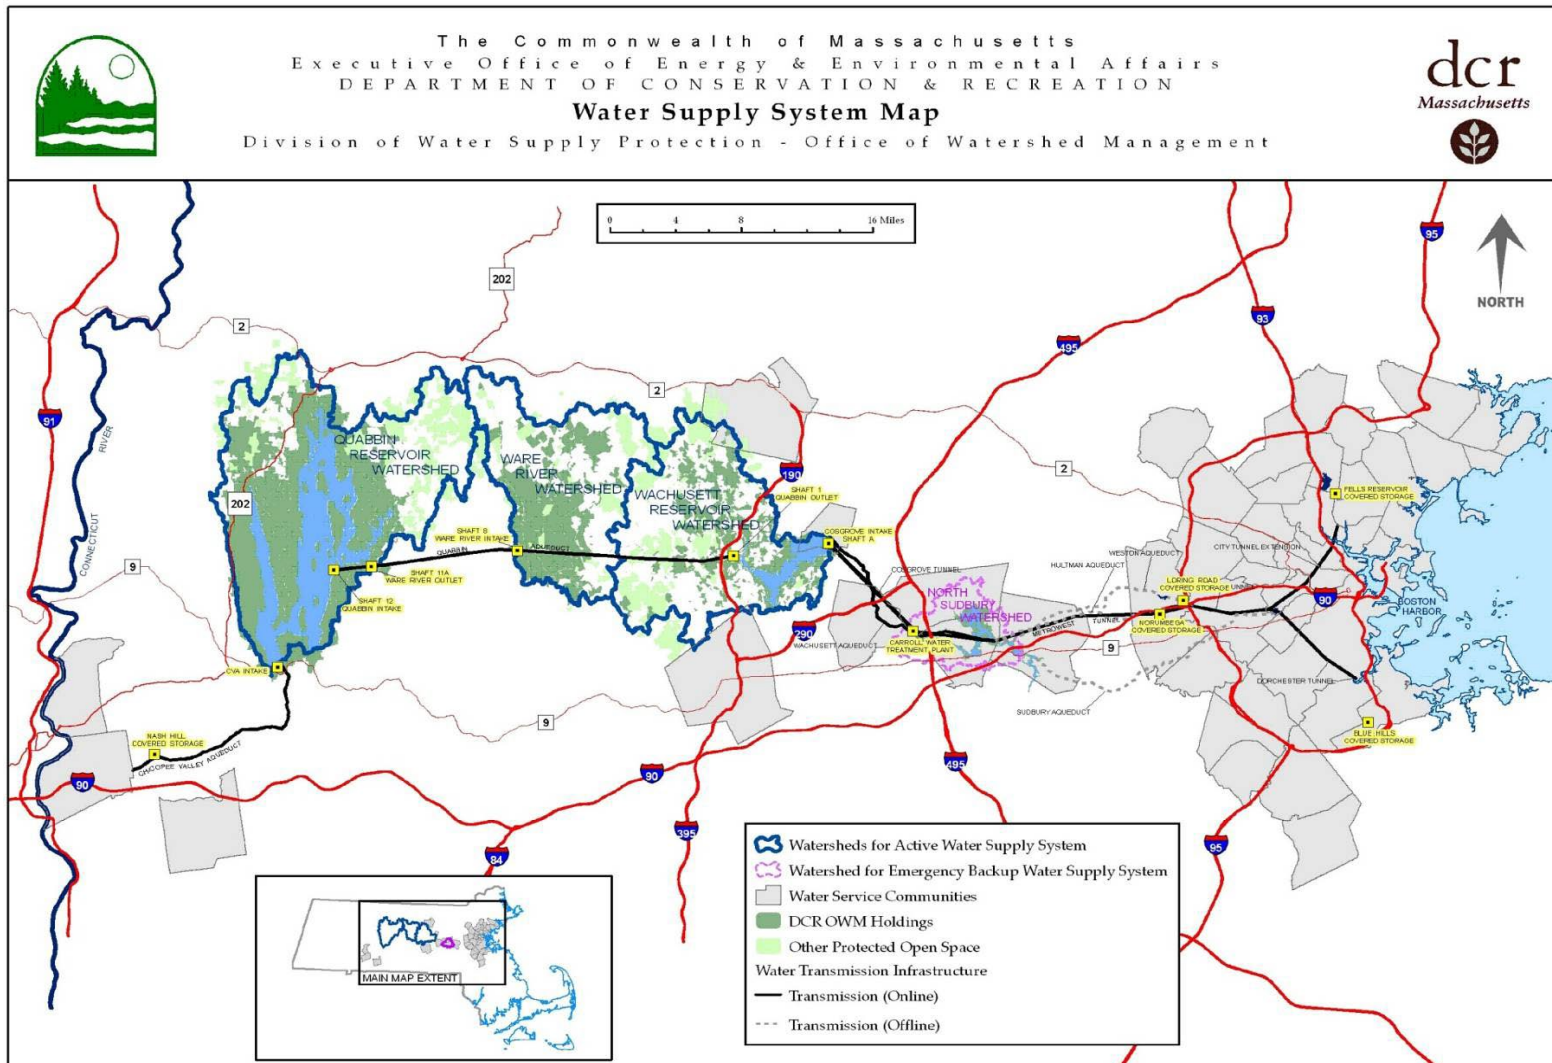 The Commonwealth of Massachusetts
Executive Office of Energy & Environmental Affairs
DEPARTMENT OF CONSERVATION & RECREATION
Water Supply System Map
Division of Water Supply Protection - Office of Watershed Management
dcr
Massachusetts
0 4 8 16 Miles
NORTH
95
93
495
202
2
2
2
91
RIVER
CONNECTICUT
202
9
QUABBIN
RESERVOIR
WATERSHED
WARE
RIVER
WATERSHED
WACHUSETT
RESERVOIR
WATERSHED
190
SHAFT 1
QUABBIN OUTLET
SHAFT 8
WARE RIVER INTAKE
QUABBIN
AQUEDUCT
SHAFT 11A
WARE RIVER OUTLET
SHAFT 12
QUABBIN INTAKE
COSGROVE INTAKE
SHAFT A
COSGROVE TUNNEL
NORTH
SUDBURY
WATERSHED
290
WACHUSETT AQUEDUCT
CARROLL WATER
TREATMENT PLANT
METROWEST
TUNNEL
HULTMAN AQUEDUCT
WESTON AQUEDUCT
CITY TUNNEL EXTENSION
FELLS RESERVOIR
COVERED STORAGE
LORING ROAD
COVERED STORAGE
NORUMBEGA
COVERED STORAGE
90
BOSTON
HARBOR
9
SUDBURY AQUEDUCT
DORCHESTER TUNNEL
BLUE HILLS
COVERED STORAGE
CVA INTAKE
9
NASH HILL
COVERED STORAGE
CHICOPEE VALLEY AQUEDUCT
90
90
495
395
84
95
Watersheds for Active Water Supply System
Watershed for Emergency Backup Water Supply System
Water Service Communities
DCR OWM Holdings
Other Protected Open Space
Water Transmission Infrastructure
Transmission (Online)
Transmission (Offline)
MAIN MAP EXTENT